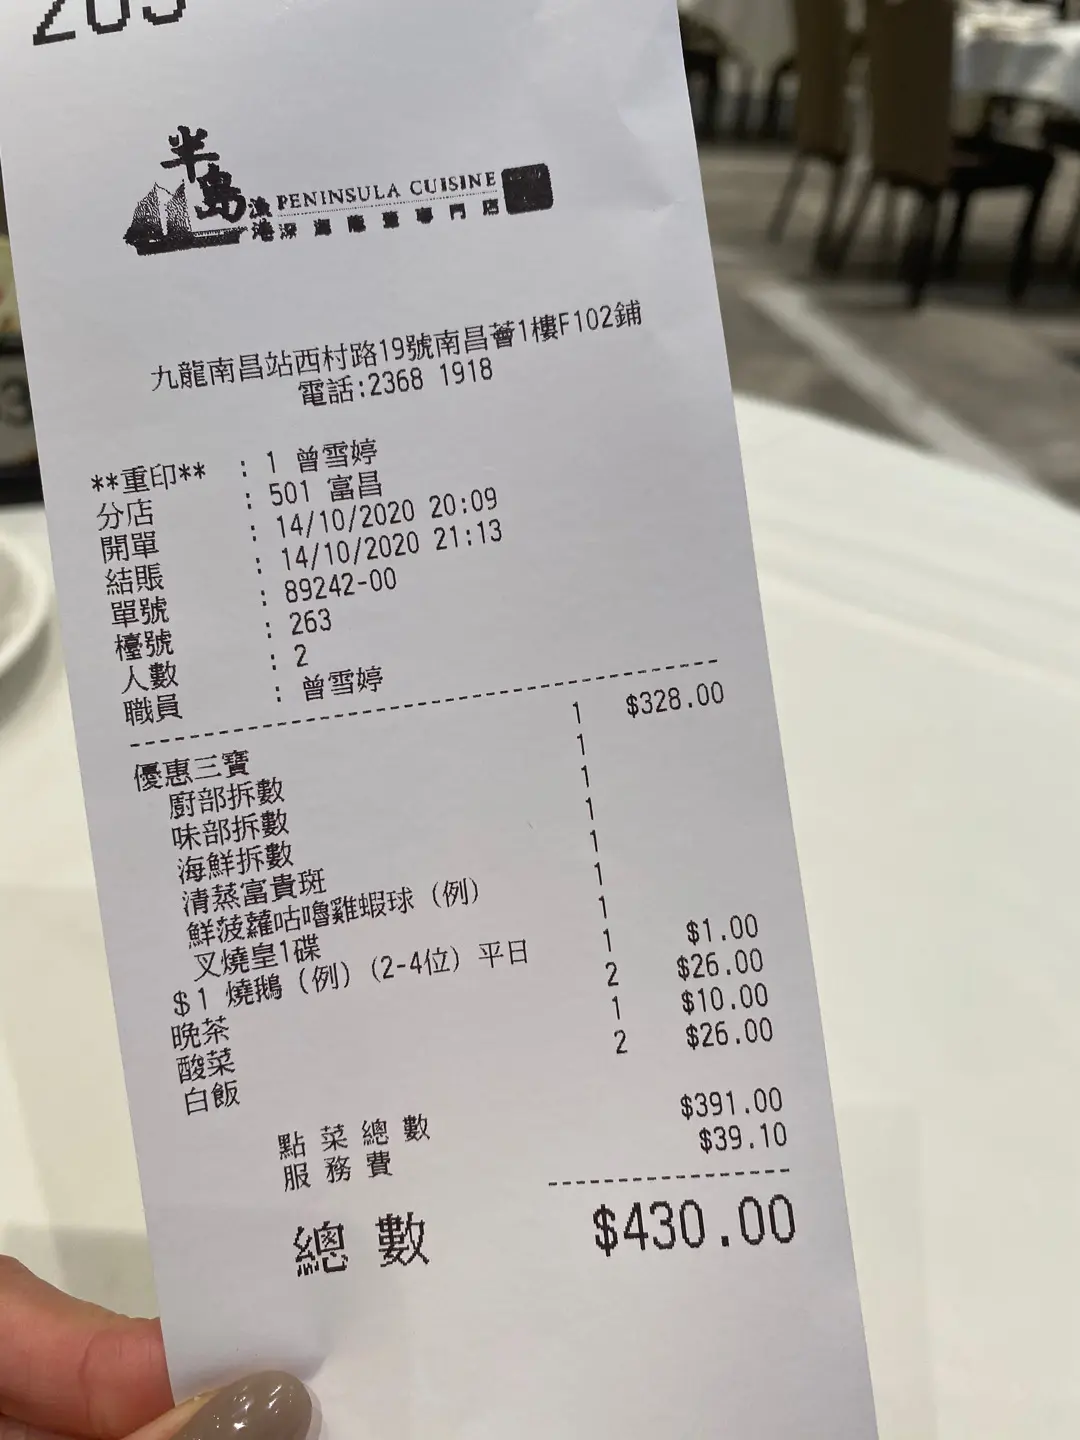 半島
漁港
PENINSULA CUISINE
深海龍躉專門店
九龍南昌站西村路19號南昌薈1樓F102鋪
電話:2368 1918
**重印** : 1 曾雪婷
分店 : 501 富昌
開單 : 14/10/2020 20:09
結賬 : 14/10/2020 21:13
單號 : 89242-00
檯號 : 263
人數 : 2
職員 : 曾雪婷
優惠三寶 1 $328.00
廚部拆數 1
味部拆數 1
海鮮拆數 1
清蒸富貴斑 1
鮮菠蘿咕嚕雞蝦球（例） 1
叉燒皇1碟 1
$1 燒鵝（例）（2-4位）平日 1 $1.00
晚茶 2 $26.00
酸菜 1 $10.00
白飯 2 $26.00
點菜總數 $391.00
服務費 $39.10
總數 $430.00